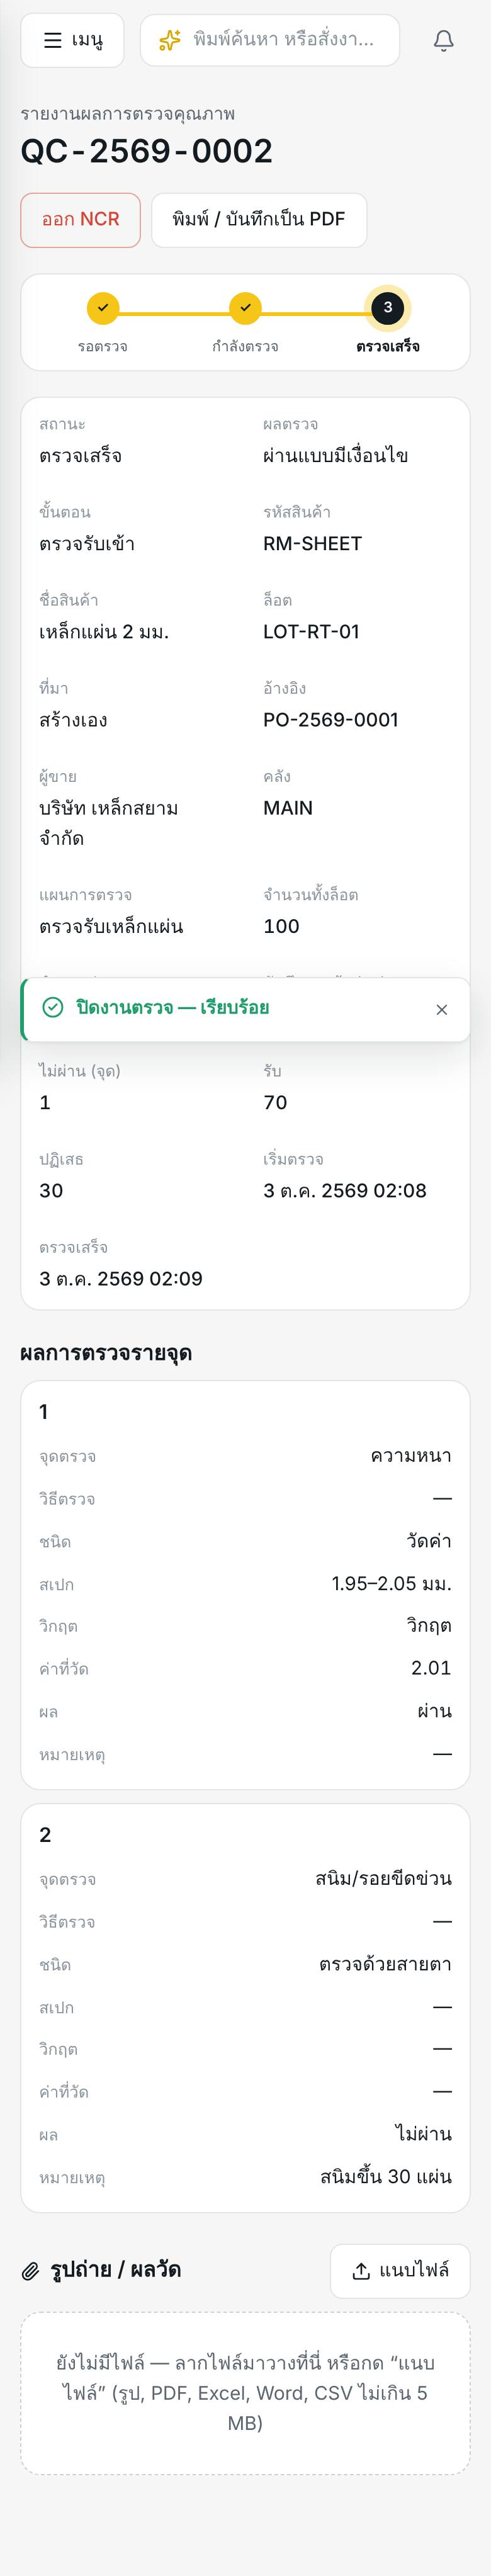 เมนู
พิมพ์ค้นหา หรือสั่งงา...
รายงานผลการตรวจคุณภาพ
QC-2569-0002
ออก NCR
พิมพ์ / บันทึกเป็น PDF
3
รอตรวจ
กำลังตรวจ
ตรวจเสร็จ
สถานะ
ผลตรวจ
ตรวจเสร็จ
ผ่านแบบมีเงื่อนไข
ขั้นตอน
รหัสสินค้า
ตรวจรับเข้า
RM-SHEET
ชื่อสินค้า
ล็อต
เหล็กแผ่น 2 มม.
LOT-RT-01
ที่มา
อ้างอิง
สร้างเอง
PO-2569-0001
ผู้ขาย
คลัง
บริษัท เหล็กสยาม
จำกัด
MAIN
แผนการตรวจ
จำนวนทั้งล็อต
ตรวจรับเหล็กแผ่น
100
ปิดงานตรวจ — เรียบร้อย
ไม่ผ่าน (จุด)
รับ
1
70
ปฏิเสธ
เริ่มตรวจ
30
3 ต.ค. 2569 02:08
ตรวจเสร็จ
3 ต.ค. 2569 02:09
ผลการตรวจรายจุด
1
จุดตรวจ ความหนา
วิธีตรวจ —
ชนิด วัดค่า
สเปก 1.95–2.05 มม.
วิกฤต วิกฤต
ค่าที่วัด 2.01
ผล ผ่าน
หมายเหตุ —
2
จุดตรวจ สนิม/รอยขีดข่วน
วิธีตรวจ —
ชนิด ตรวจด้วยสายตา
สเปก —
วิกฤต —
ค่าที่วัด —
ผล ไม่ผ่าน
หมายเหตุ สนิมขึ้น 30 แผ่น
รูปถ่าย / ผลวัด
แนบไฟล์
ยังไม่มีไฟล์ — ลากไฟล์มาวางที่นี่ หรือกด “แนบ
ไฟล์” (รูป, PDF, Excel, Word, CSV ไม่เกิน 5
MB)